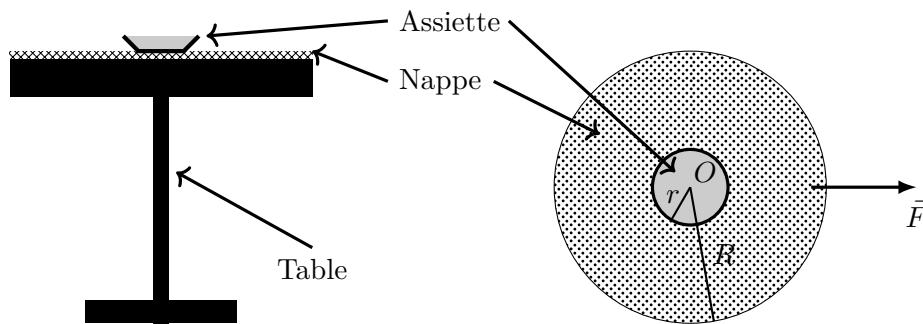 Assiette
Nappe
Table
O
r
R
F⃗